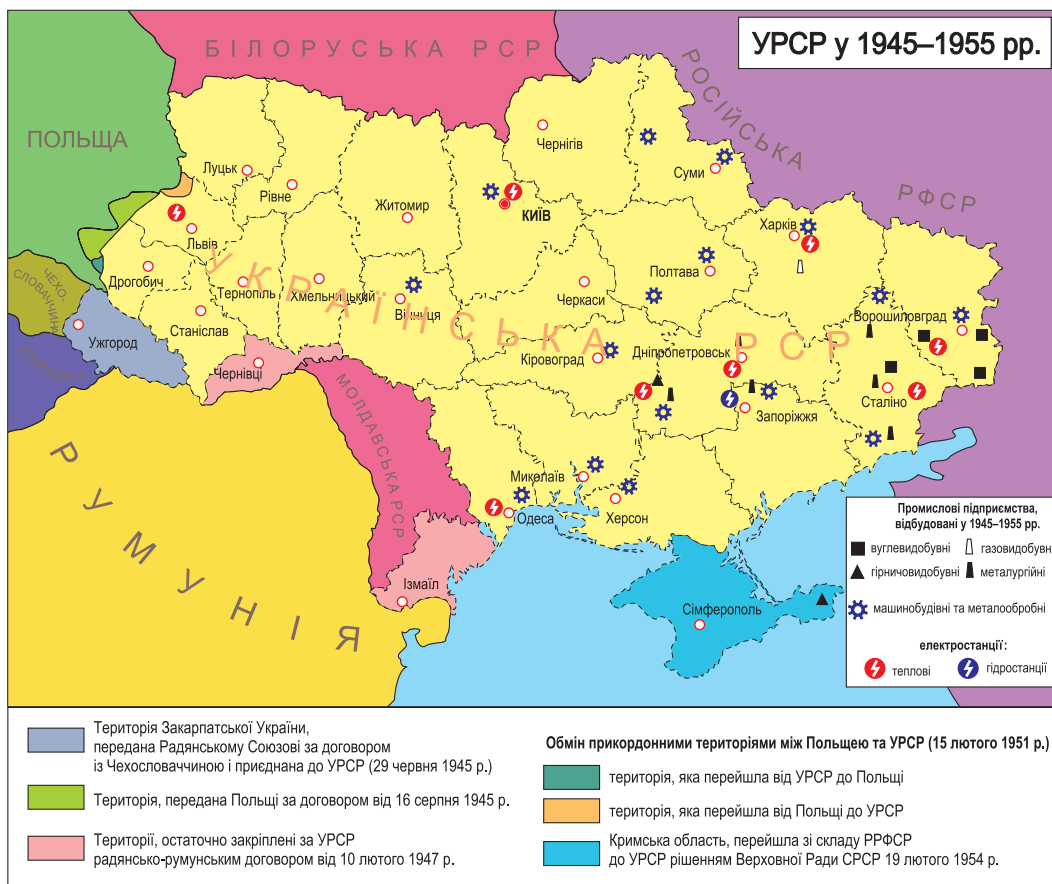 УРСР у 1945–1955 рр.
БІЛОРУСЬКА РСР
РОСІЙСЬКА
РФСР
ПОЛЬЩА
Чернігів
Луцьк
Рівне
Суми
Житомир
КИЇВ
Львів
Харків
УКРАЇНСЬКА РСР
ЧЕХО-
СЛОВАЧЧИНА
Дрогобич
Тернопіль
Хмельницький
Вінниця
Полтава
Черкаси
Станіслав
Ворошиловград
Ужгород
Чернівці
Кіровоград
Дніпропетровськ
Сталіно
Запоріжжя
МОЛДАВСЬКА РСР
РУМУНІЯ
Миколаїв
Одеса
Херсон
Ізмаїл
Сімферополь
Промислові підприємства,
відбудовані у 1945–1955 рр.
вуглевидобувні
газовидобувні
гірничовидобувні
металургійні
машинобудівні та металообробні
електростанції:
теплові
гідростанції
Територія Закарпатської України,
передана Радянському Союзові за договором
із Чехословаччиною і приєднана до УРСР (29 червня 1945 р.)
Територія, передана Польщі за договором від 16 серпня 1945 р.
Території, остаточно закріплені за УРСР
радянсько-румунським договором від 10 лютого 1947 р.
Обмін прикордонними територіями між Польщею та УРСР (15 лютого 1951 р.)
територія, яка перейшла від УРСР до Польщі
територія, яка перейшла від Польщі до УРСР
Кримська область, перейшла зі складу РРФСР
до УРСР рішенням Верховної Ради СРСР 19 лютого 1954 р.